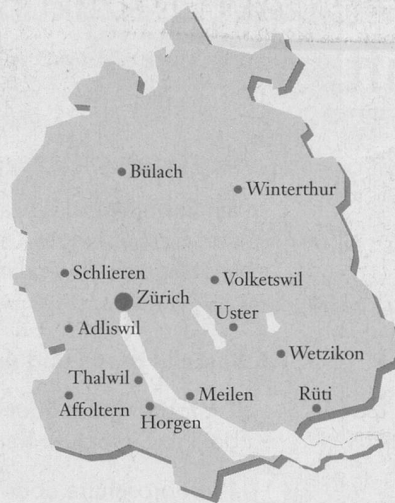 Bülach
Winterthur
Schlieren
Volketswil
Zürich
Uster
Adliswil
Wetzikon
Thalwil
Meilen
Rüti
Affoltern
Horgen